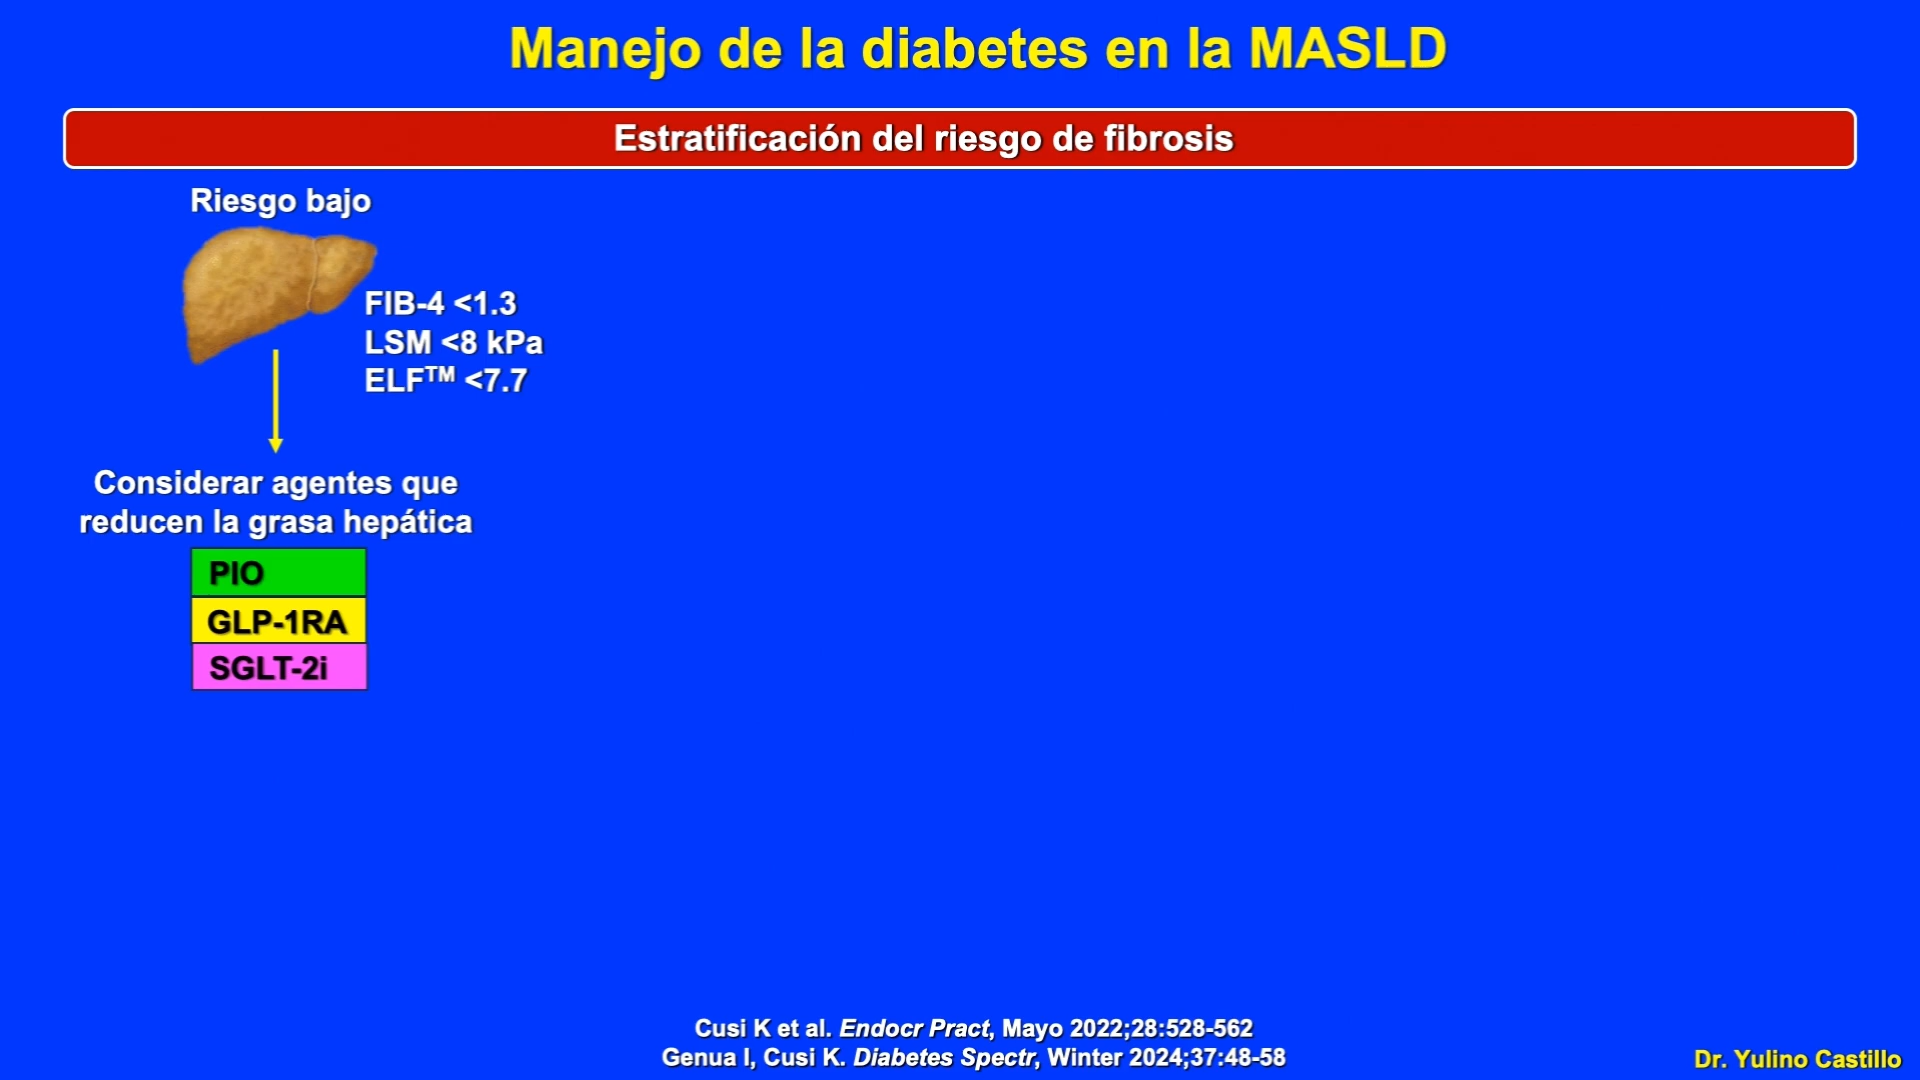 Manejo de la diabetes en la MASLD
Estratificación del riesgo de fibrosis
Riesgo bajo
FIB-4 <1.3
LSM <8 kPa
ELF™ <7.7
Considerar agentes que
reducen la grasa hepática
PIO
GLP-1RA
SGLT-2i
Cusi K et al. Endocr Pract, Mayo 2022;28:528-562
Genua I, Cusi K. Diabetes Spectr, Winter 2024;37:48-58
Dr. Yulino Castillo